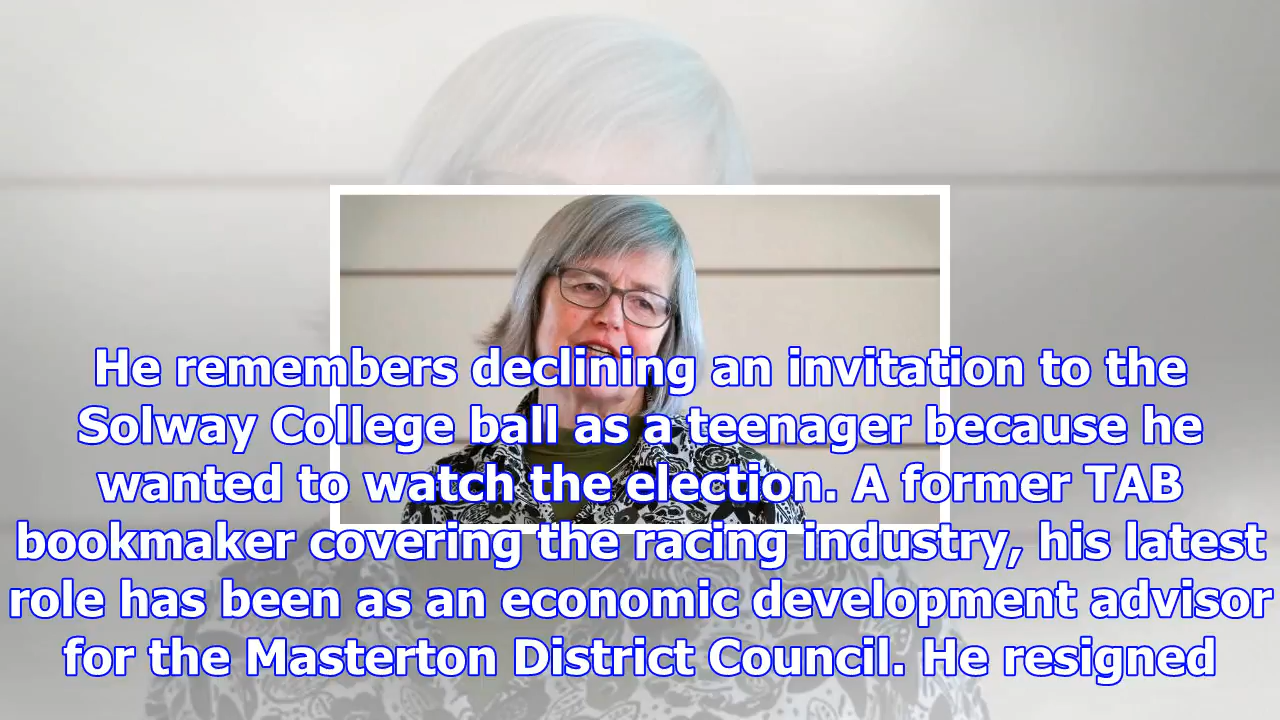 He remembers declining an invitation to the
Solway College ball as a teenager because he
wanted to watch the election. A former TAB
bookmaker covering the racing industry, his latest
role has been as an economic development advisor
for the Masterton District Council. He resigned